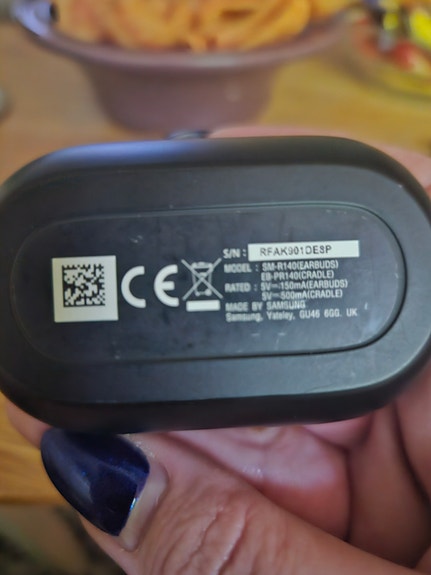 S/N : RFAK901DE8P
MODEL : SM-R140(EARBUDS)
EB-PR140(CRADLE)
RATED : 5V⎓150mA(EARBUDS)
5V⎓500mA(CRADLE)
MADE BY SAMSUNG
Samsung, Yateley, GU46 6GG. UK
CE